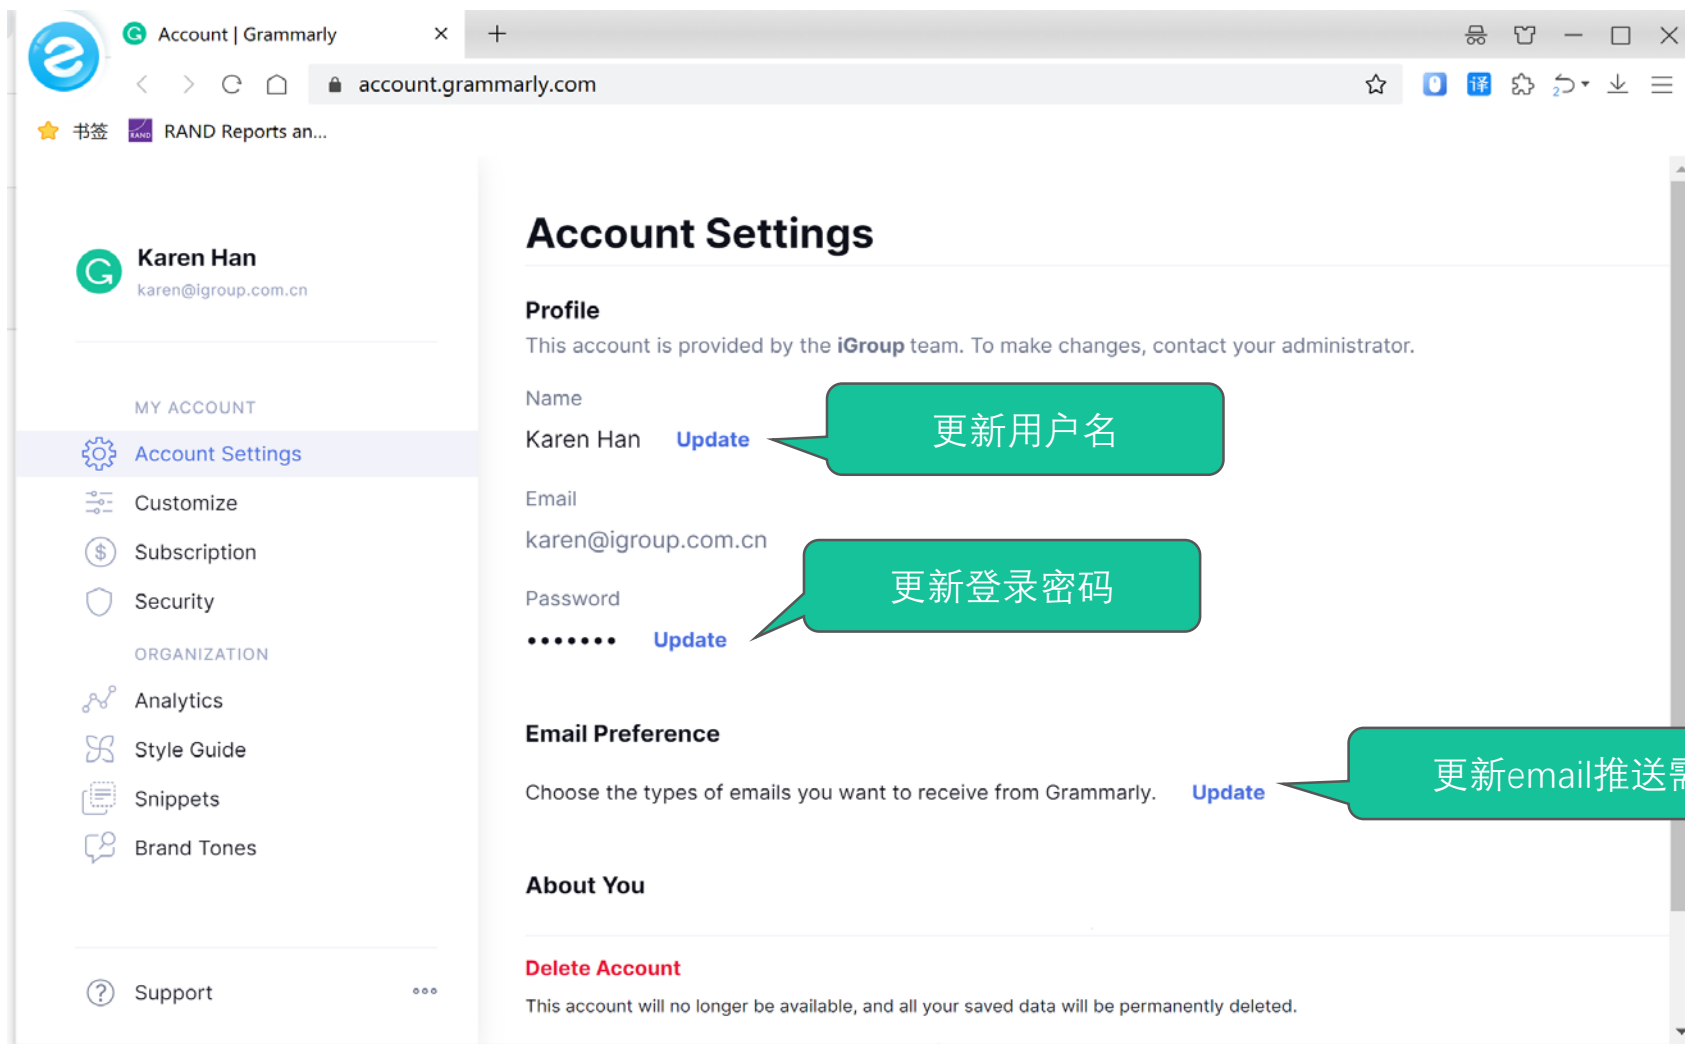 Account | Grammarly
account.grammarly.com
译
2
书签 RAND RAND Reports an...
Karen Han
karen@igroup.com.cn
MY ACCOUNT
Account Settings
Customize
Subscription
Security
ORGANIZATION
Analytics
Style Guide
Snippets
Brand Tones
Support
Account Settings
Profile
This account is provided by the iGroup team. To make changes, contact your administrator.
Name
Karen Han Update
更新用户名
Email
karen@igroup.com.cn
更新登录密码
Password
••••••• Update
Email Preference
Choose the types of emails you want to receive from Grammarly. Update
更新email推送需
About You
Delete Account
This account will no longer be available, and all your saved data will be permanently deleted.